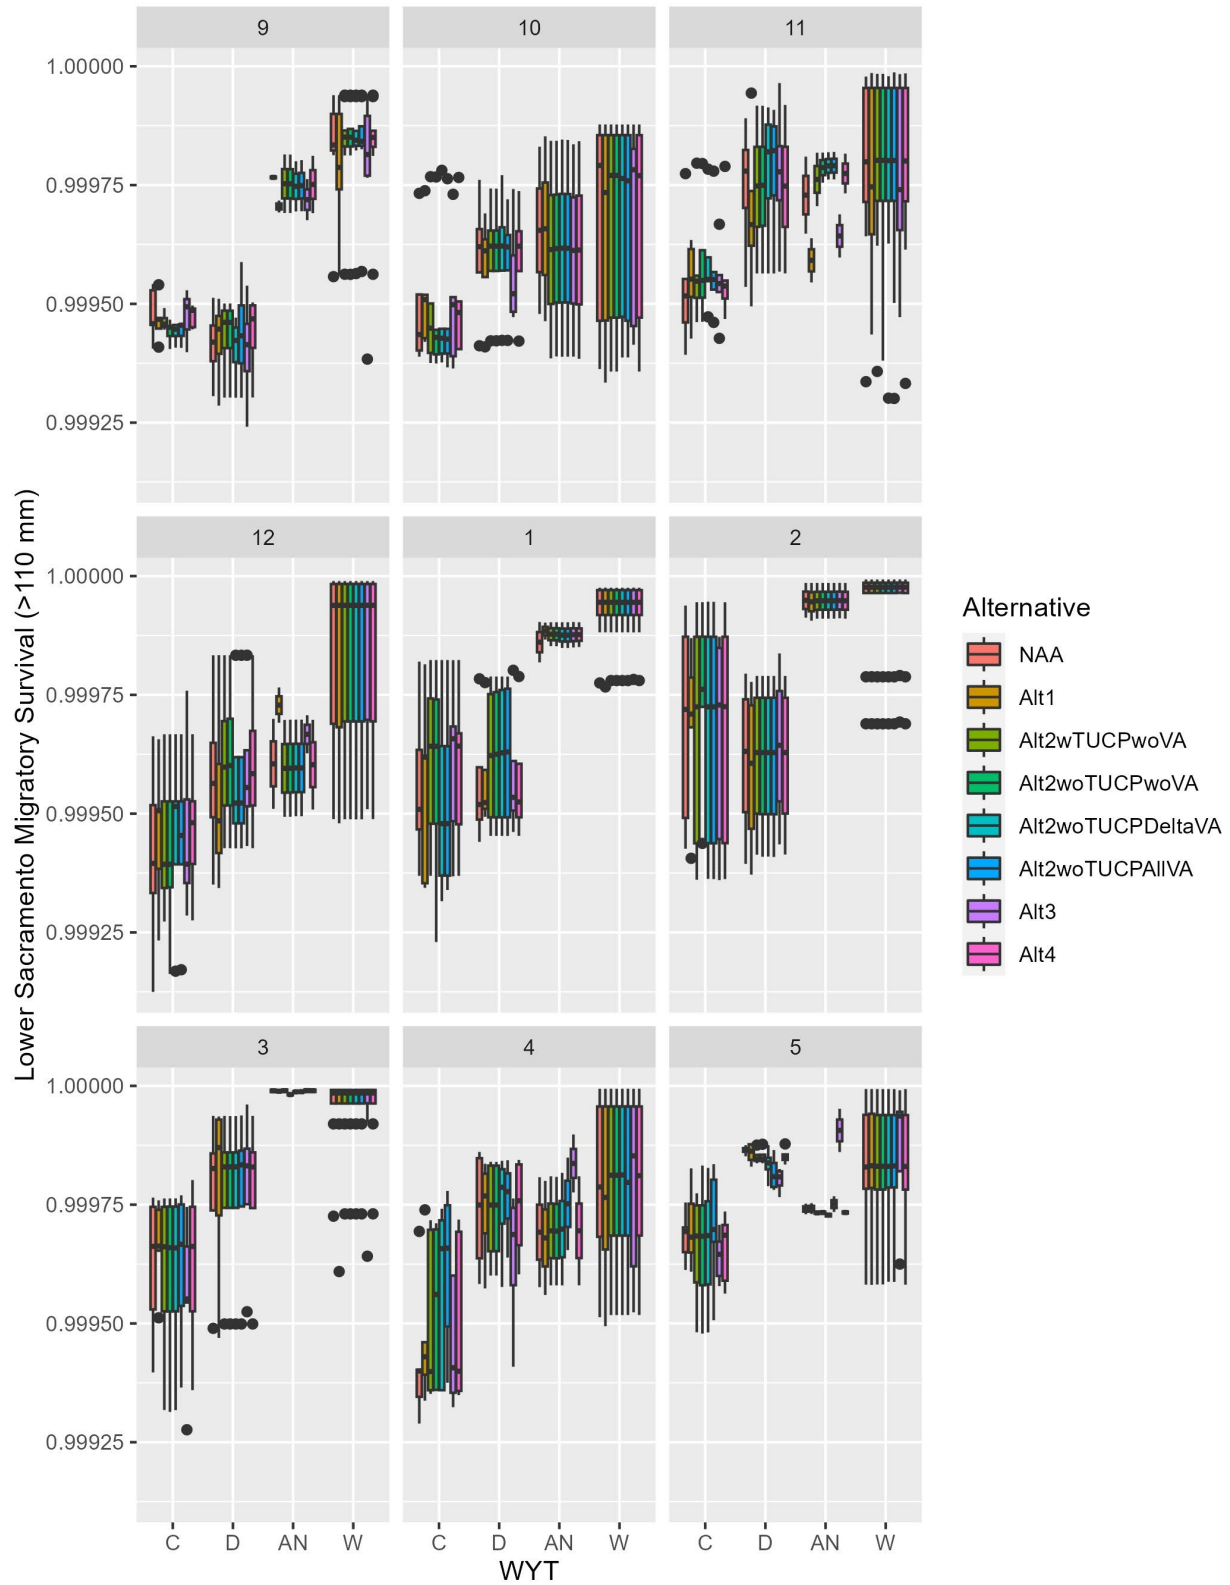 9 10 11
1.00000
0.99975
0.99950
0.99925
12 1 2
1.00000
0.99975
0.99950
0.99925
3 4 5
1.00000
0.99975
0.99950
0.99925
C D AN W C D AN W C D AN W
WYT
Lower Sacramento Migratory Survival (>110 mm)
Alternative
NAA
Alt1
Alt2wTUCPwoVA
Alt2woTUCPwoVA
Alt2woTUCPDeltaVA
Alt2woTUCPAllVA
Alt3
Alt4